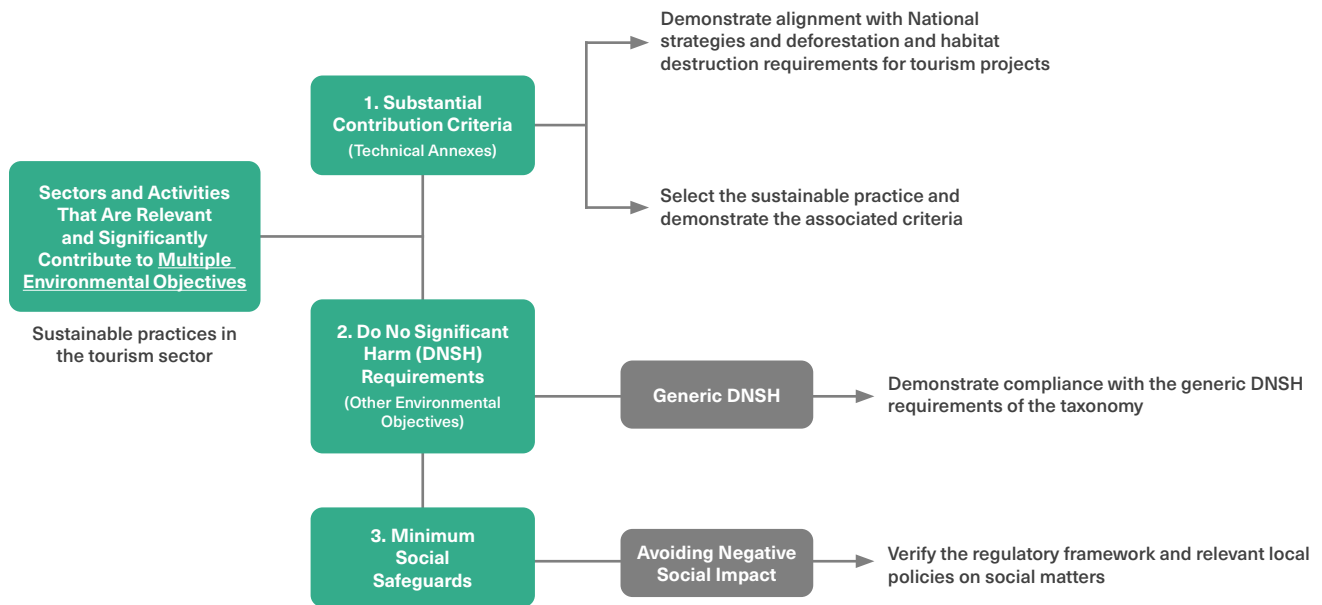 Sectors and Activities
That Are Relevant
and Significantly
Contribute to Multiple
Environmental Objectives
Sustainable practices in
the tourism sector
1. Substantial
Contribution Criteria
(Technical Annexes)
Demonstrate alignment with National
strategies and deforestation and habitat
destruction requirements for tourism projects
Select the sustainable practice and
demonstrate the associated criteria
2. Do No Significant
Harm (DNSH)
Requirements
(Other Environmental
Objectives)
Generic DNSH
Demonstrate compliance with the generic DNSH
requirements of the taxonomy
3. Minimum
Social
Safeguards
Avoiding Negative
Social Impact
Verify the regulatory framework and relevant local
policies on social matters